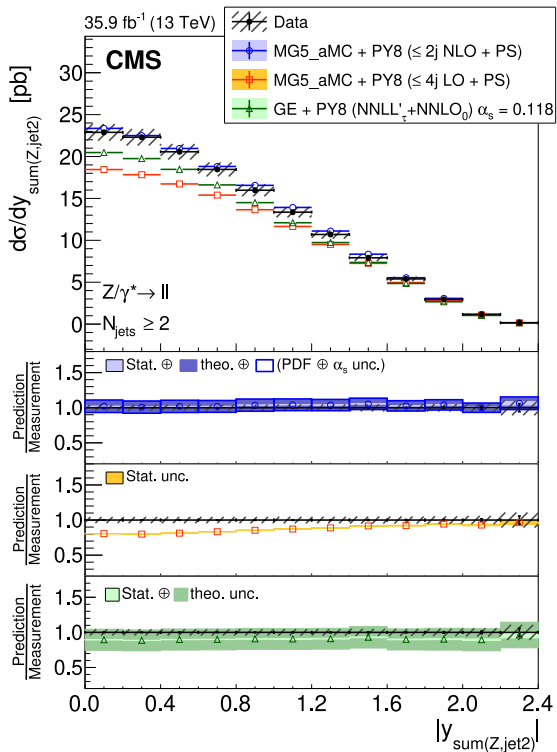 35.9 fb⁻¹ (13 TeV)
CMS
Data
MG5_aMC + PY8 (≤ 2j NLO + PS)
MG5_aMC + PY8 (≤ 4j LO + PS)
GE + PY8 (NNLL'τ+NNLO₀) αₛ = 0.118
dσ/dy sum(Z,jet2) [pb]
30
25
20
15
10
5
0
Z/γ* → ll
N jets ≥ 2
Stat. ⊕ theo. ⊕ (PDF ⊕ αₛ unc.)
Prediction
Measurement
1.5
1.0
0.5
Stat. unc.
Prediction
Measurement
1.5
1.0
0.5
Stat. ⊕ theo. unc.
Prediction
Measurement
1.5
1.0
0.5
0.0 0.4 0.8 1.2 1.6 2.0 2.4
|y sum(Z,jet2)|